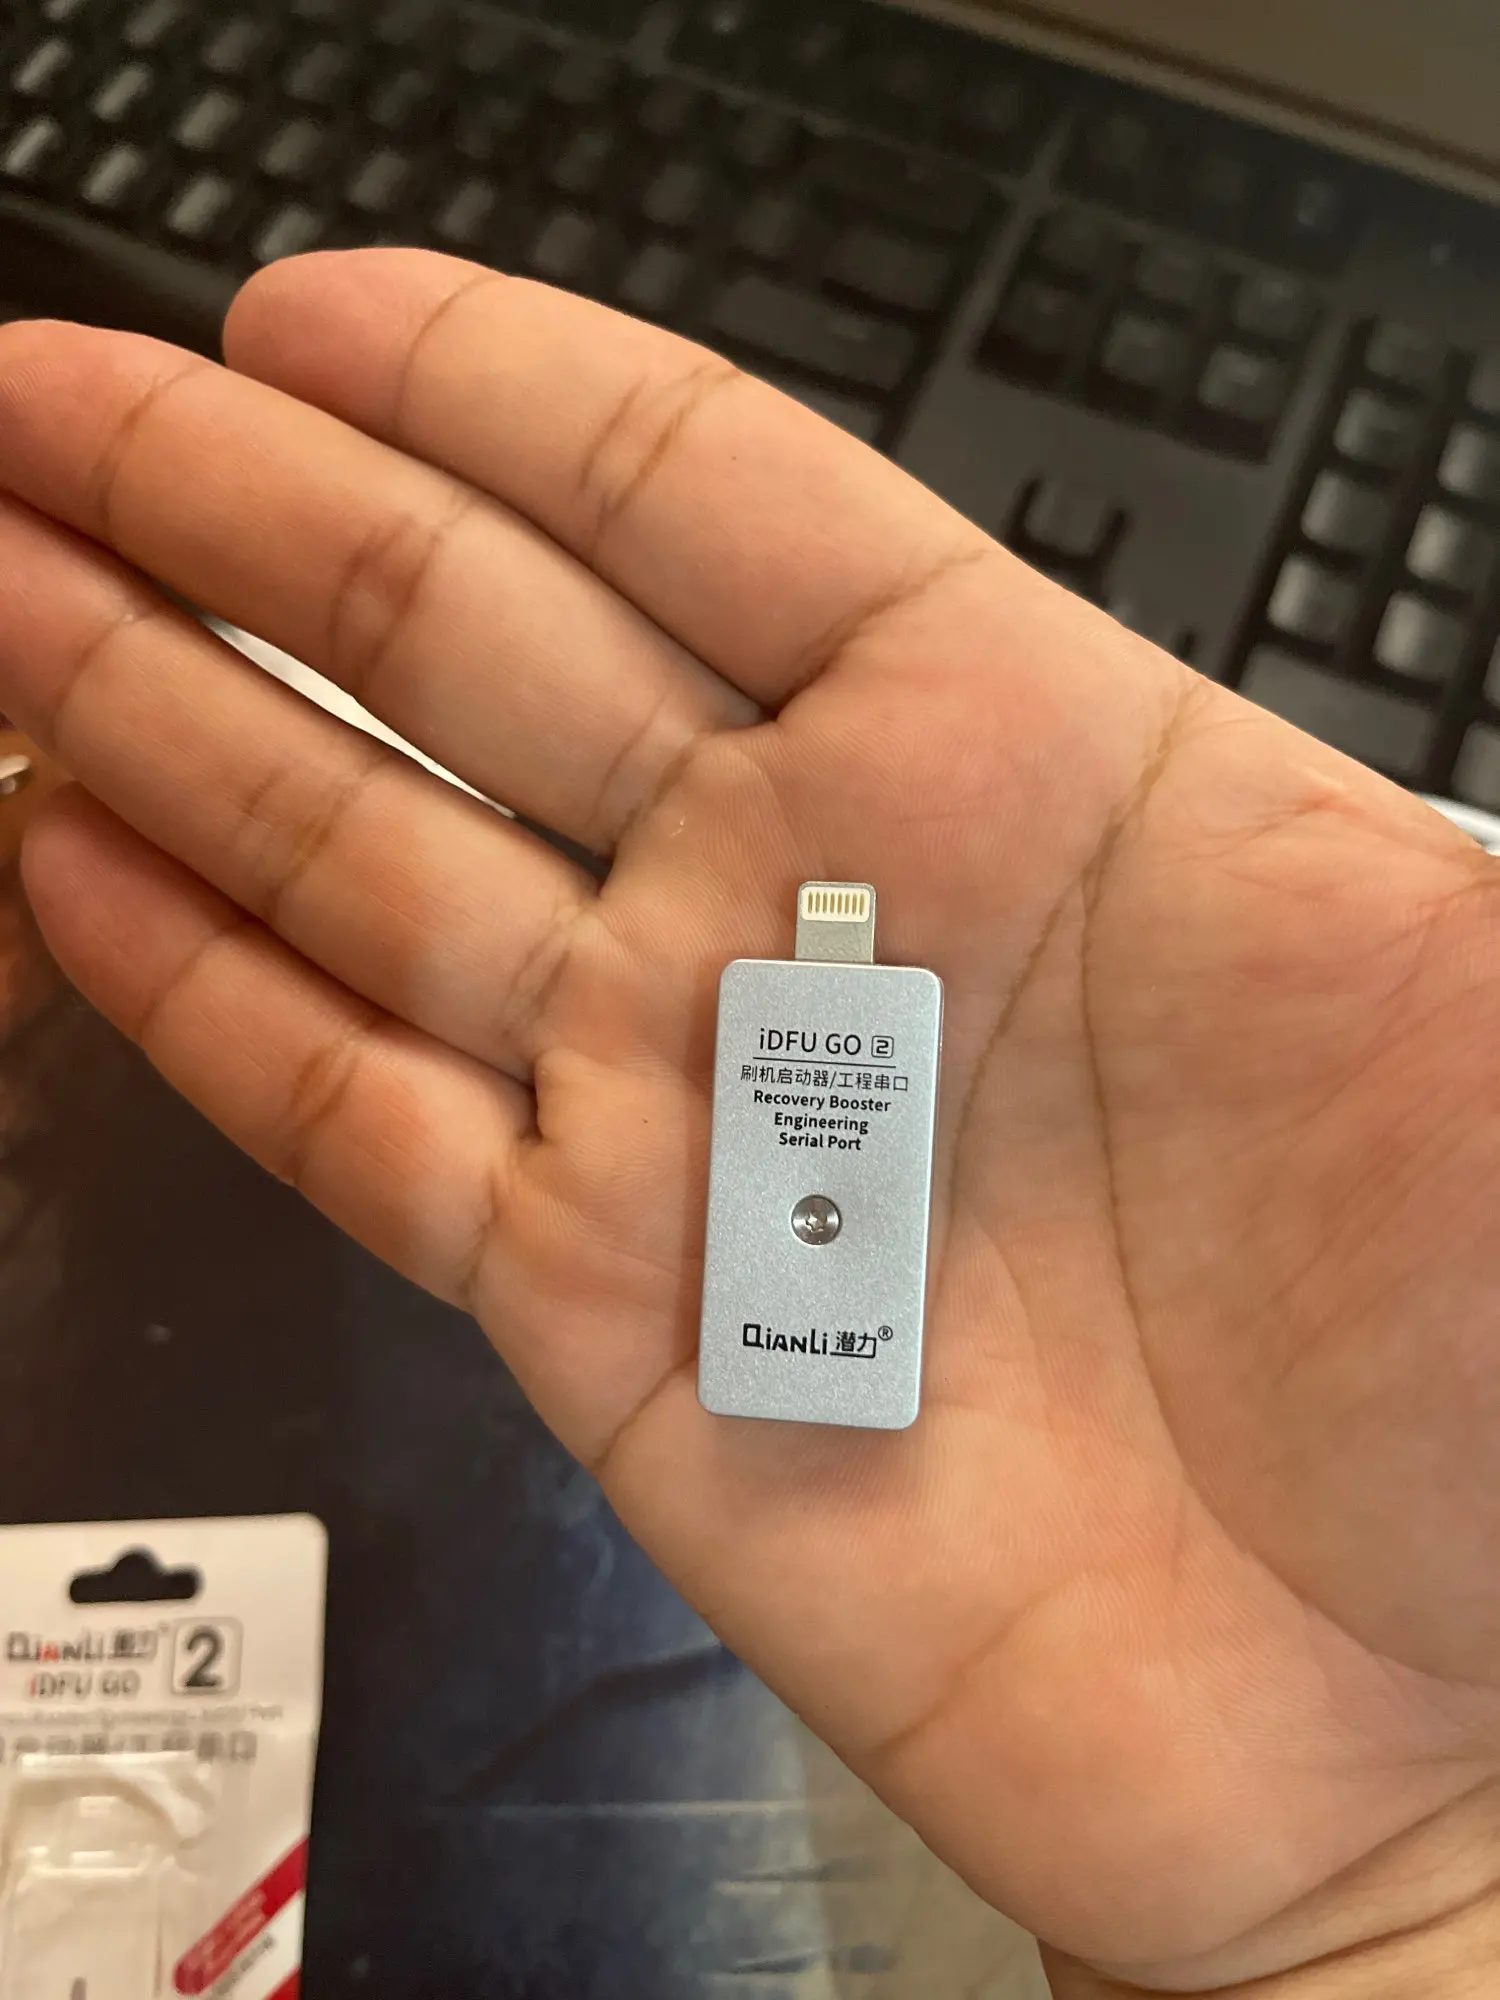 iDFU GO 2
刷机启动器/工程串口
Recovery Booster
Engineering
Serial Port
QIANLI 潜力®
QIANLI 潜力
2
iDFU GO